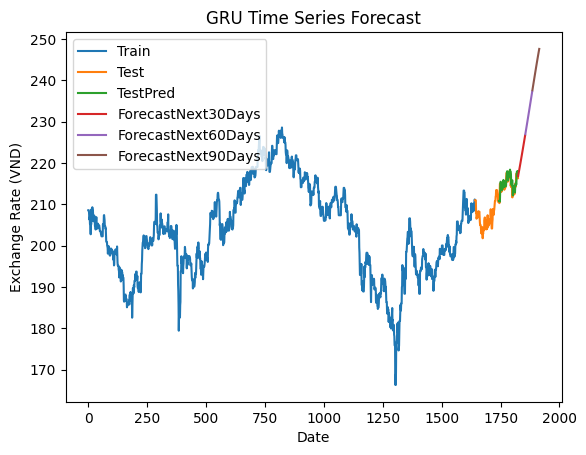 GRU Time Series Forecast
Train
Test
TestPred
ForecastNext30Days
ForecastNext60Days
ForecastNext90Days
Exchange Rate (VND)
250
240
230
220
210
200
190
180
170
0
250
500
750
1000
1250
1500
1750
2000
Date